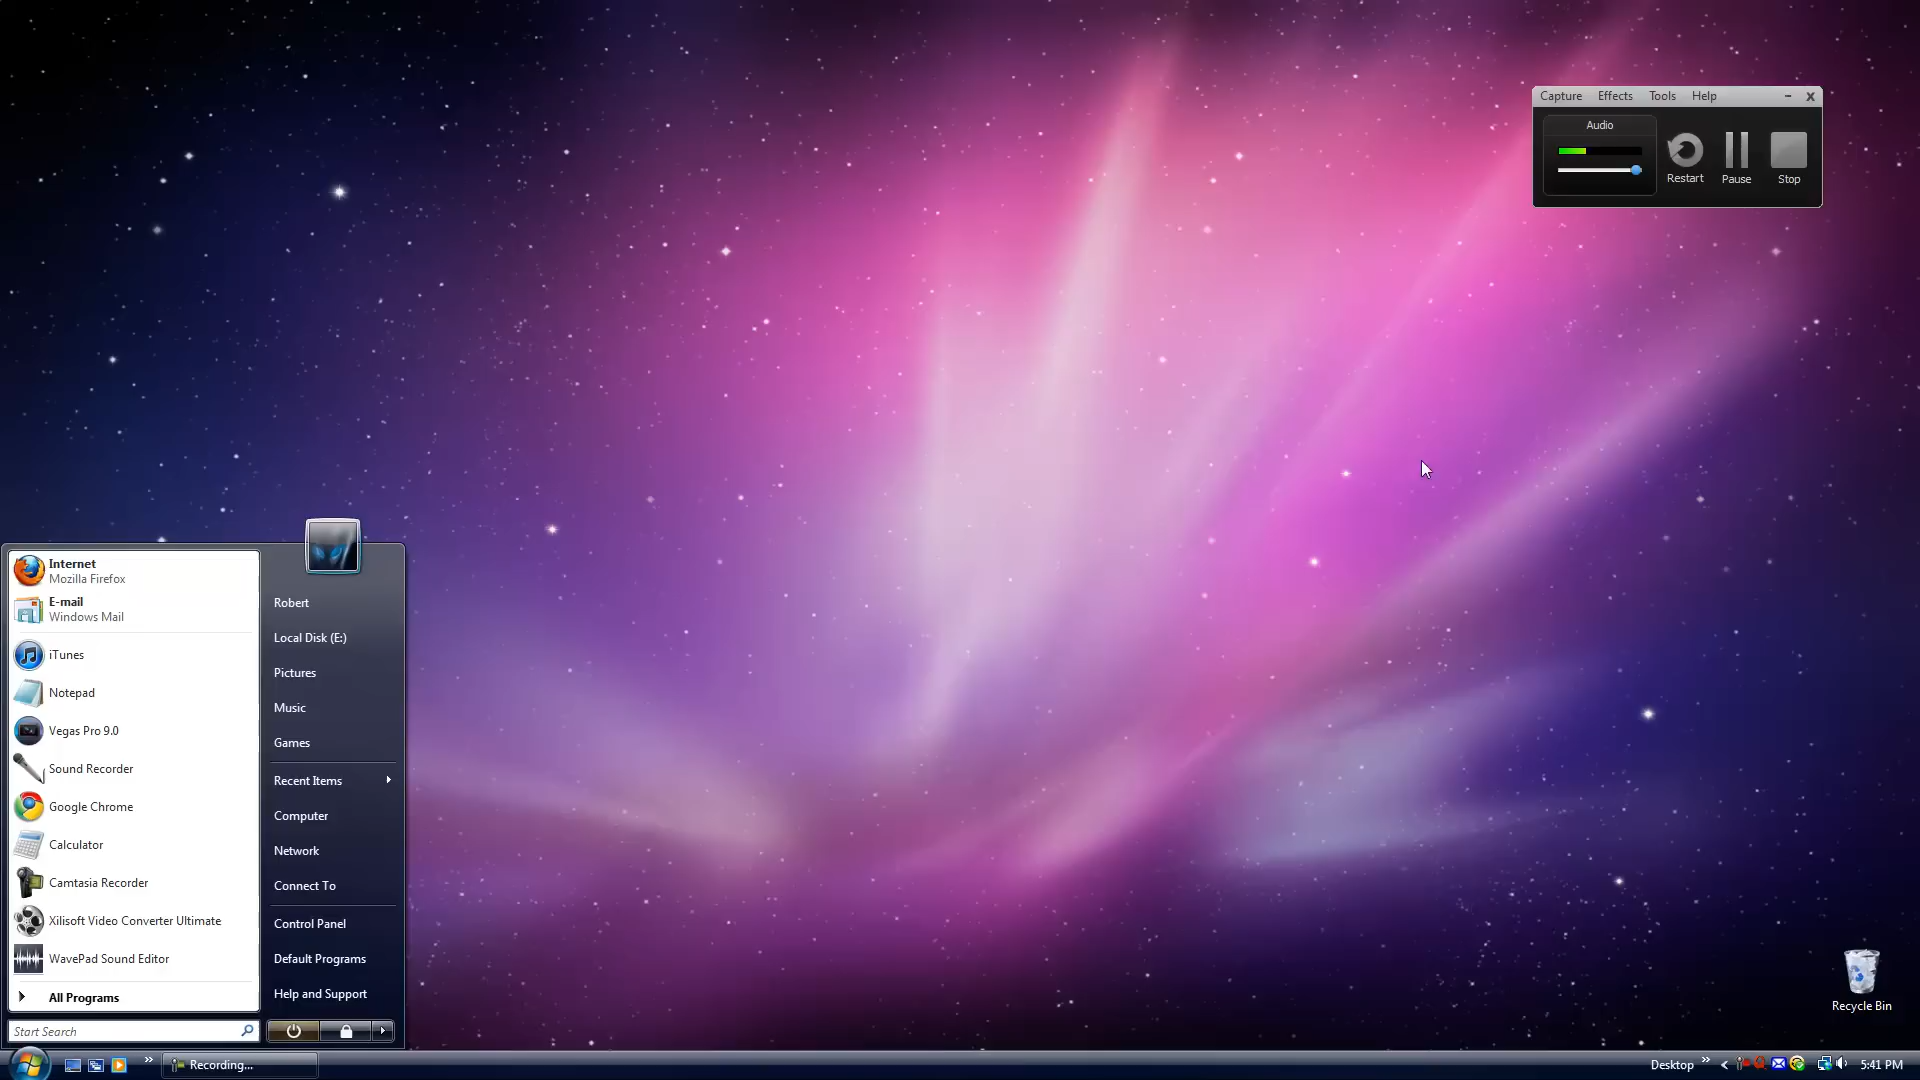 Capture Effects Tools Help
Audio
Restart Pause Stop
Internet
Mozilla Firefox
E-mail
Windows Mail
iTunes
Notepad
Vegas Pro 9.0
Sound Recorder
Google Chrome
Calculator
Camtasia Recorder
Xilisoft Video Converter Ultimate
WavePad Sound Editor
All Programs
Start Search
Robert
Local Disk (E:)
Pictures
Music
Games
Recent Items
Computer
Network
Connect To
Control Panel
Default Programs
Help and Support
Recycle Bin
Recording...
Desktop
5:41 PM